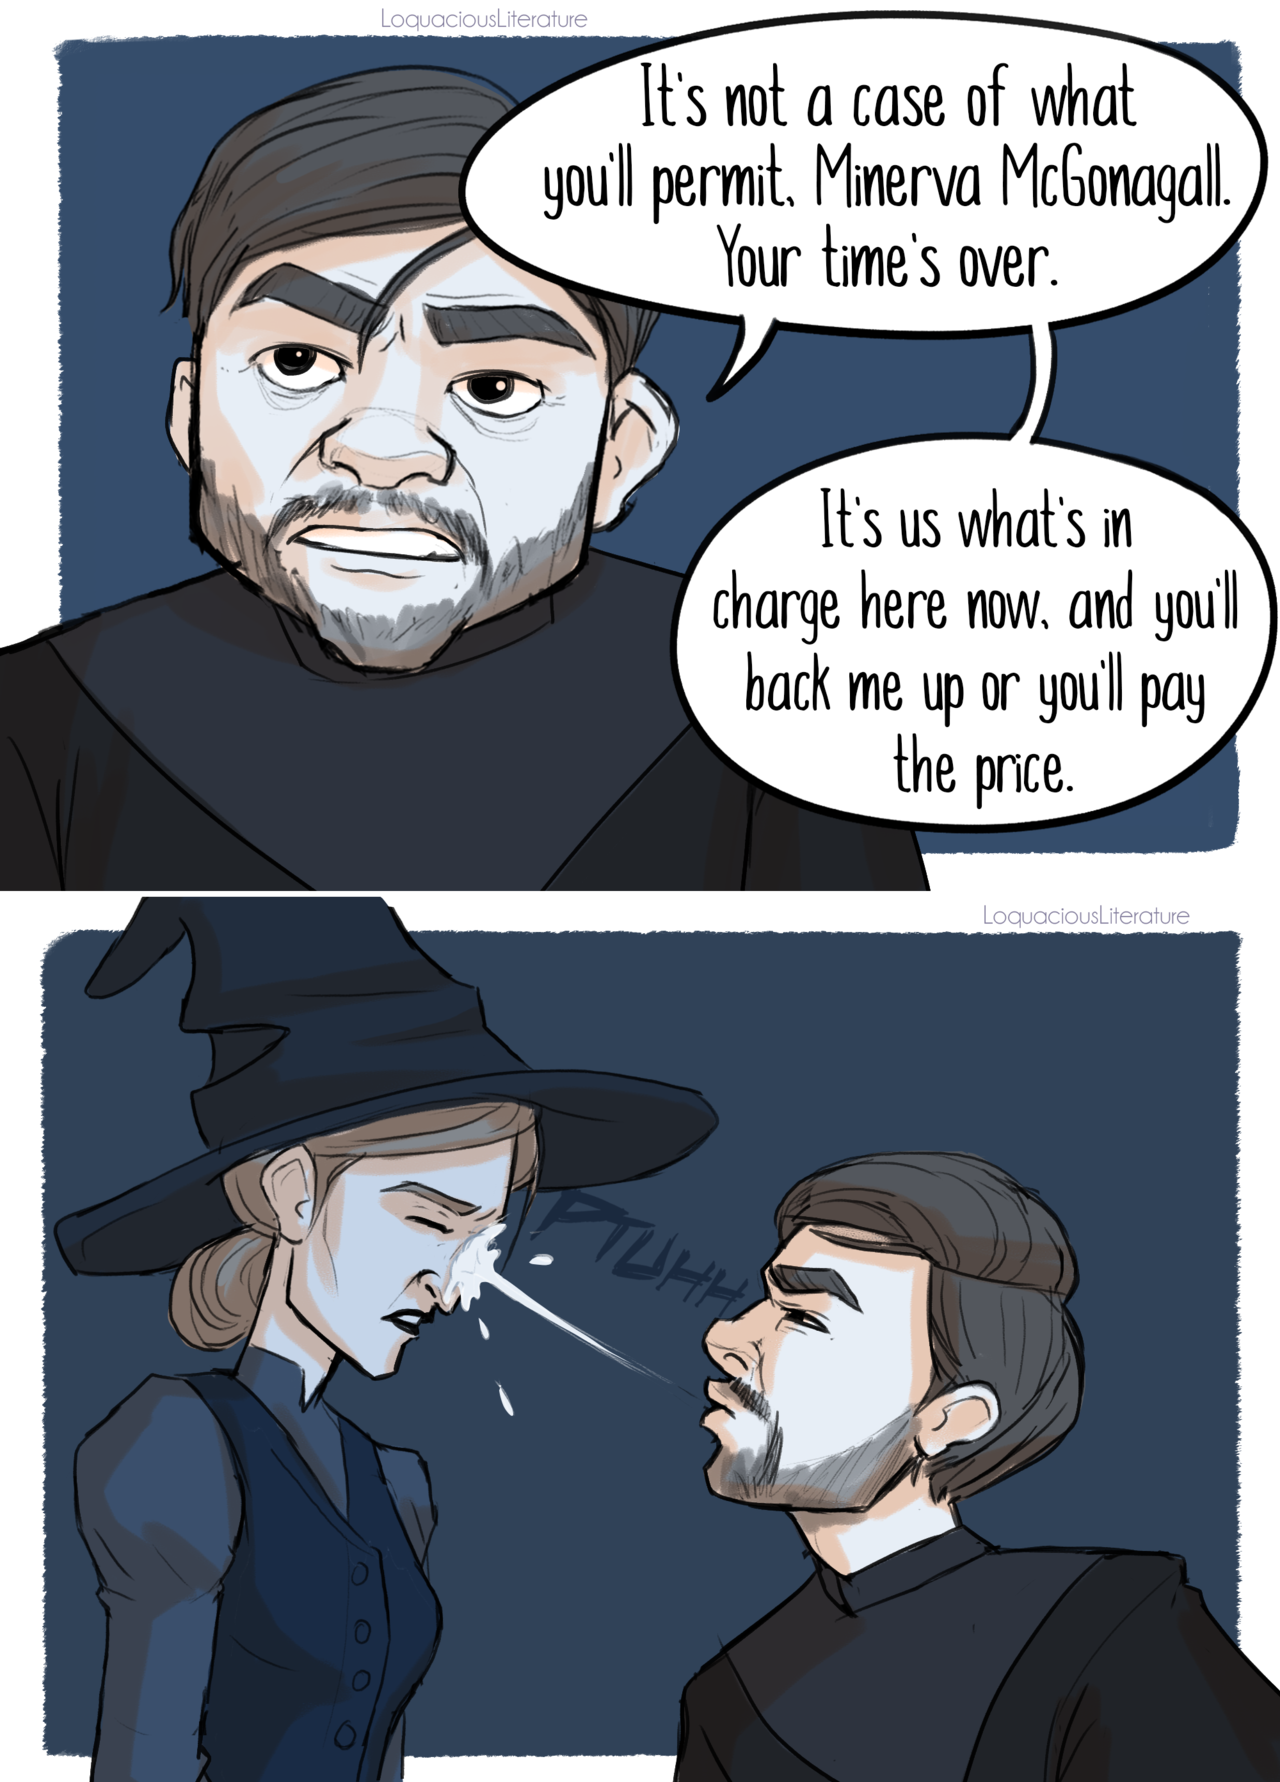 LoquaciousLiterature
It's not a case of what
you'll permit, Minerva McGonagall.
Your time's over.
It's us what's in
charge here now, and you'll
back me up or you'll pay
the price.
LoquaciousLiterature
PTUHH